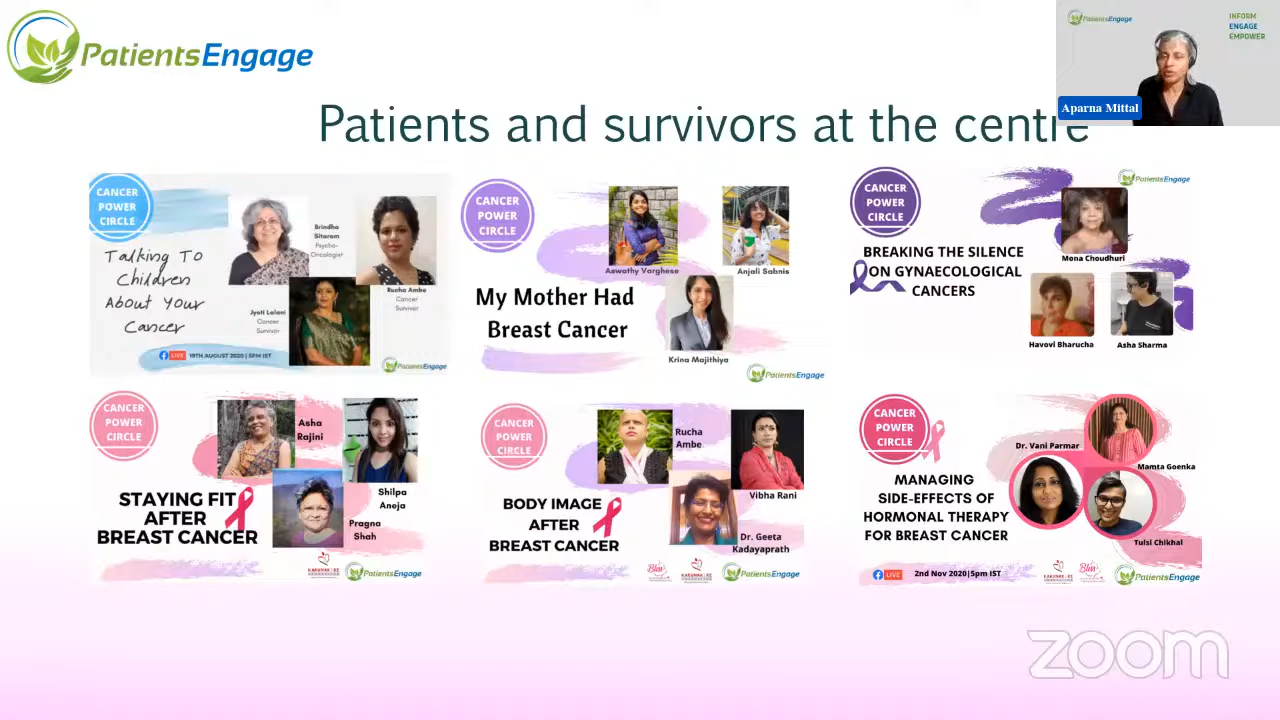 PatientsEngage
PatientsEngage
INFORM
ENGAGE
EMPOWER
Aparna Mittal
Patients and survivors at the centre
CANCER
POWER
CIRCLE
Talking To
Children
About Your
Cancer
Brindha
Sitaram
Psycho-
Oncologist
Rucha Ambe
Cancer
Survivor
Jyoti Lalani
Cancer
Survivor
LIVE 19TH AUGUST 2020 | 5PM IST
PatientsEngage
CANCER
POWER
CIRCLE
Aswathy Varghese
Anjali Sabnis
My Mother Had
Breast Cancer
Krina Majithiya
PatientsEngage
CANCER
POWER
CIRCLE
PatientsEngage
BREAKING THE SILENCE
ON GYNAECOLOGICAL
CANCERS
Mona Choudhuri
Havovi Bharucha
Asha Sharma
CANCER
POWER
CIRCLE
Asha
Rajini
STAYING FIT
AFTER
BREAST CANCER
Shilpa
Aneja
Pragna
Shah
PatientsEngage
CANCER
POWER
CIRCLE
Rucha
Ambe
Vibha Rani
BODY IMAGE
AFTER
BREAST CANCER
Dr. Geeta
Kadayaprath
PatientsEngage
CANCER
POWER
CIRCLE
Dr. Vani Parmar
Mamta Goenka
MANAGING
SIDE-EFFECTS OF
HORMONAL THERAPY
FOR BREAST CANCER
Tulsi Chikhal
LIVE 2nd Nov 2020|5pm IST
PatientsEngage
zoom